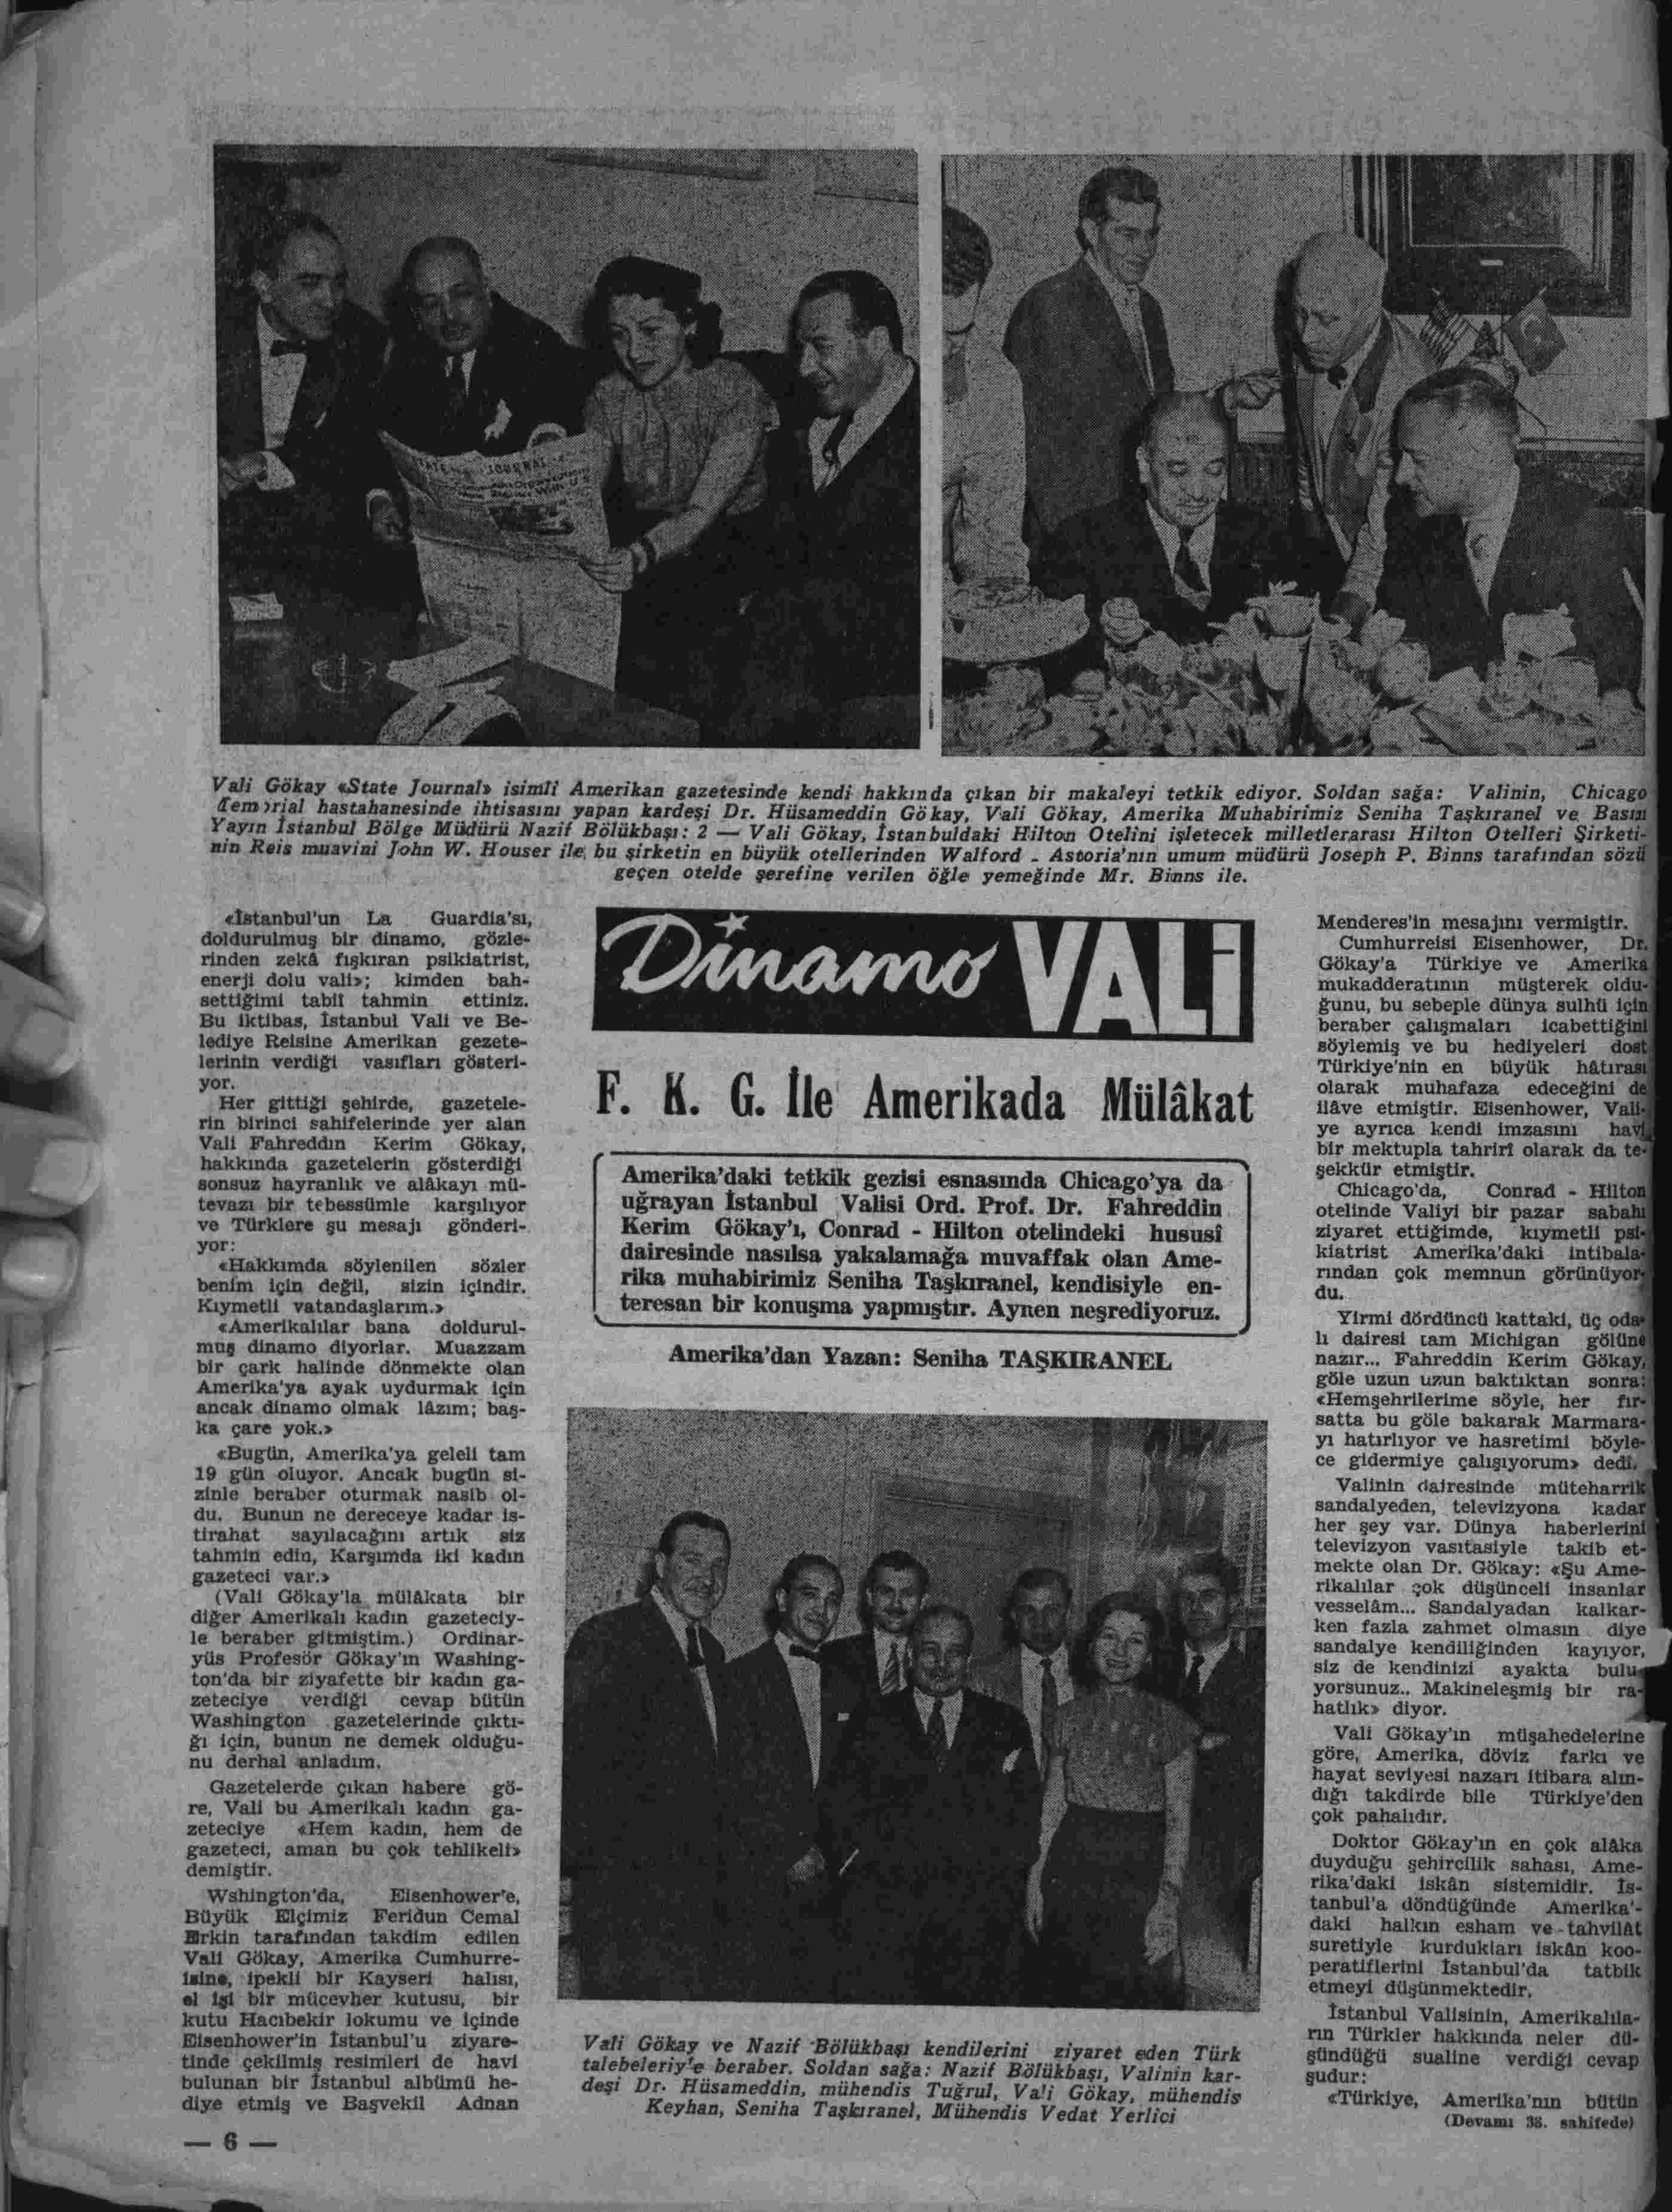 Vali Gökay «State Journal» isimli Amerikan gazetesinde kendi hakkında çıkan bir makaleyi tetkik ediyor. Soldan sağa: Valinin, Chicago
emorial hastahanesinde ihtisasını yapan kardeşi Dr. Hüsameddin Gökay, Vali Gökay, Amerika Muhabirimiz Seniha Taşkıranel ve Basın
Yayın İstanbul Bölge Müdürü Nazif Bölükbaşı: 2 — Vali Gökay, İstanbuldaki Hilton Otelini işletecek milletlerarası Hilton Otelleri Şirketi-
nin Reis muavini John W. Houser ile, bu şirketin en büyük otellerinden Walford - Astoria'nın umum müdürü Joseph P. Binns tarafından sözü
geçen otelde şerefine verilen öğle yemeğinde Mr. Binns ile.
«İstanbul'un La Guardia'sı,
doldurulmuş bir dinamo, gözle-
rinden zekâ fışkıran psikiatrist,
enerji dolu vali»; kimden bah-
settiğimi tabiî tahmin ettiniz.
Bu iktibas, İstanbul Vali ve Be-
lediye Reisine Amerikan gazete-
lerinin verdiği vasıfları gösteri-
yor.
Her gittiği şehirde, gazetele-
rin birinci sahifelerinde yer alan
Vali Fahreddin Kerim Gökay,
hakkında gazetelerin gösterdiği
sonsuz hayranlık ve alâkayı mü-
tevazı bir tebessümle karşılıyor
ve Türklere şu mesajı gönderi-
yor:
«Hakkımda söylenilen sözler
benim için değil, sizin içindir.
Kıymetli vatandaşlarım.»
«Amerikalılar bana doldurul-
muş dinamo diyorlar. Muazzam
bir çark halinde dönmekte olan
Amerika'ya ayak uydurmak için
ancak dinamo olmak lâzım; baş-
ka çare yok.»
«Bugün, Amerika'ya geleli tam
19 gün oluyor. Ancak bugün si-
zinle beraber oturmak nasib ol-
du. Bunun ne dereceye kadar is-
tirahat sayılacağını artık siz
tahmin edin, Karşımda iki kadın
gazeteci var.»
(Vali Gökay'la mülâkata bir
diğer Amerikalı kadın gazeteciy-
le beraber gitmiştim.) Ordinar-
yüs Profesör Gökay'ın Washing-
ton'da bir ziyafette bir kadın ga-
zeteciye verdiği cevap bütün
Washington gazetelerinde çıktı-
ğı için, bunun ne demek olduğu-
nu derhal anladım.
Gazetelerde çıkan habere gö-
re, Vali bu Amerikalı kadın ga-
zeteciye «Hem kadın, hem de
gazeteci, aman bu çok tehlikeli»
demiştir.
Wshington'da, Eisenhower'e,
Büyük Elçimiz Feridun Cemal
Erkin tarafından takdim edilen
Vali Gökay, Amerika Cumhurre-
isine, ipekli bir Kayseri halısı,
el işi bir mücevher kutusu, bir
kutu Hacıbekir lokumu ve içinde
Eisenhower'in İstanbul'u ziyare-
tinde çekilmiş resimleri de havi
bulunan bir İstanbul albümü he-
diye etmiş ve Başvekil Adnan
— 6 —
Dinamo VALİ
F. K. G. İle Amerikada Mülâkat
Amerika'daki tetkik gezisi esnasında Chicago'ya da
uğrayan İstanbul Valisi Ord. Prof. Dr. Fahreddin
Kerim Gökay'ı, Conrad - Hilton otelindeki hususî
dairesinde nasılsa yakalamağa muvaffak olan Ame-
rika muhabirimiz Seniha Taşkıranel, kendisiyle en-
teresan bir konuşma yapmıştır. Aynen neşrediyoruz.
Amerika'dan Yazan: Seniha TAŞKIRANEL
Vali Gökay ve Nazif Bölükbaşı kendilerini ziyaret eden Türk
talebeleriyle beraber. Soldan sağa: Nazif Bölükbaşı, Valinin kar-
deşi Dr. Hüsameddin, mühendis Tuğrul, Vali Gökay, mühendis
Keyhan, Seniha Taşkıranel, Mühendis Vedat Yerlici
Menderes'in mesajını vermiştir.
Cumhurreisi Eisenhower, Dr.
Gökay'a Türkiye ve Amerika
mukadderatının müşterek oldu-
ğunu, bu sebeple dünya sulhü için
beraber çalışmaları icabettiğini
söylemiş ve bu hediyeleri dost
Türkiye'nin en büyük hâtırası
olarak muhafaza edeceğini de
ilâve etmiştir. Eisenhower, Vali-
ye ayrıca kendi imzasını havi
bir mektupla tahrirî olarak da te-
şekkür etmiştir.
Chicago'da, Conrad - Hilton
otelinde Valiyi bir pazar sabahı
ziyaret ettiğimde, kıymetli psi-
kiatrist Amerika'daki intibala-
rından çok memnun görünüyor-
du.
Yirmi dördüncü kattaki, üç oda-
lı dairesi tam Michigan gölüne
nazır... Fahreddin Kerim Gökay,
göle uzun uzun baktıktan sonra:
«Hemşehrilerime söyle, her fır-
satta bu göle bakarak Marmara-
yı hatırlıyor ve hasretimi böyle-
ce gidermiye çalışıyorum» dedi.
Valinin dairesinde müteharrik
sandalyeden, televizyona kadar
her şey var. Dünya haberlerini
televizyon vasıtasiyle takib et-
mekte olan Dr. Gökay: «Şu Ame-
rikalılar çok düşünceli insanlar
vesselâm... Sandalyadan kalkar-
ken fazla zahmet olmasın diye
sandalye kendiliğinden kayıyor,
siz de kendinizi ayakta bulu-
yorsunuz.. Makineleşmiş bir ra-
hatlık» diyor.
Vali Gökay'ın müşahedelerine
göre, Amerika, döviz farkı ve
hayat seviyesi nazarı itibara alın-
dığı takdirde bile Türkiye'den
çok pahalıdır.
Doktor Gökay'ın en çok alâka
duyduğu şehircilik sahası, Ame-
rika'daki iskân sistemidir. İs-
tanbul'a döndüğünde Amerika'-
daki halkın esham ve tahvilât
suretiyle kurdukları iskân koo-
peratiflerini İstanbul'da tatbik
etmeyi düşünmektedir.
İstanbul Valisinin, Amerikalıla-
rın Türkler hakkında neler dü-
şündüğü sualine verdiği cevap
şudur:
«Türkiye, Amerika'nın bütün
(Devamı 38. sahifede)